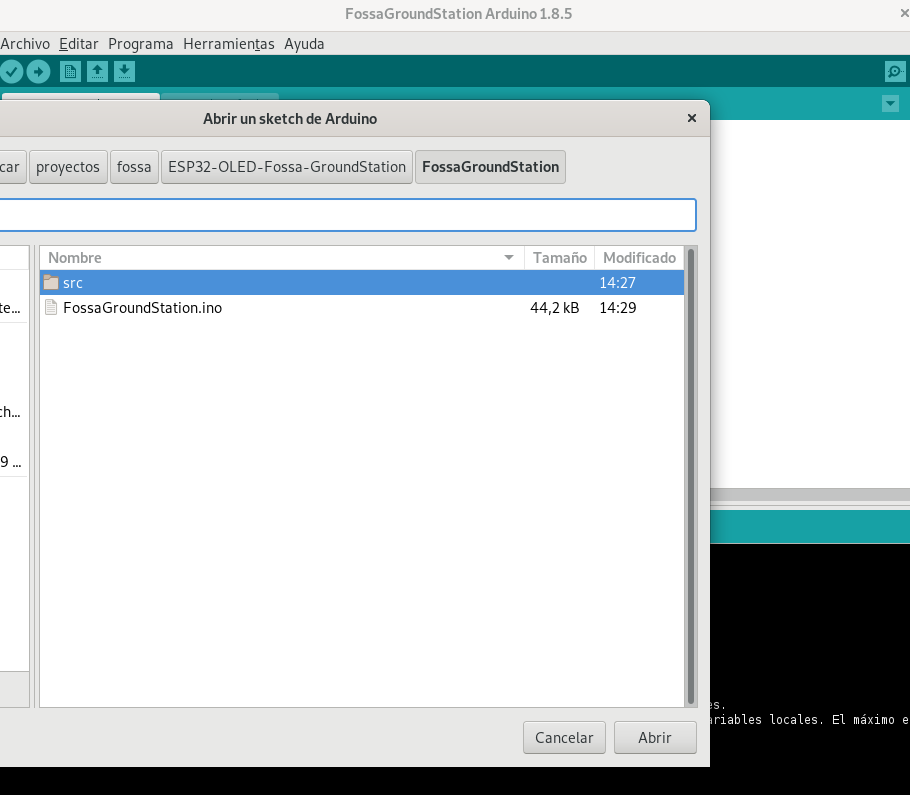 FossaGroundStation Arduino 1.8.5
Archivo Editar Programa Herramientas Ayuda
Abrir un sketch de Arduino
car proyectos fossa ESP32-OLED-Fossa-GroundStation FossaGroundStation
Nombre Tamaño Modificado
src 14:27
te... FossaGroundStation.ino 44,2 kB 14:29
ch...
9 ...
es.
ariables locales. El máximo e
Cancelar Abrir